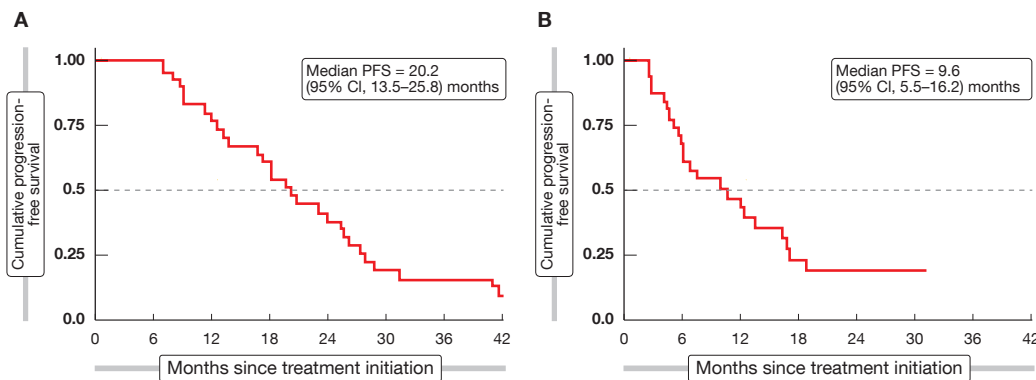 A
Cumulative progression-
free survival
1.00
0.75
0.5
0.25
0.0
Median PFS = 20.2
(95% CI, 13.5–25.8) months
0 6 12 18 24 30 36 42
Months since treatment initiation
B
Cumulative progression-
free survival
1.00
0.75
0.5
0.25
0.0
Median PFS = 9.6
(95% CI, 5.5–16.2) months
0 6 12 18 24 30 36 42
Months since treatment initiation